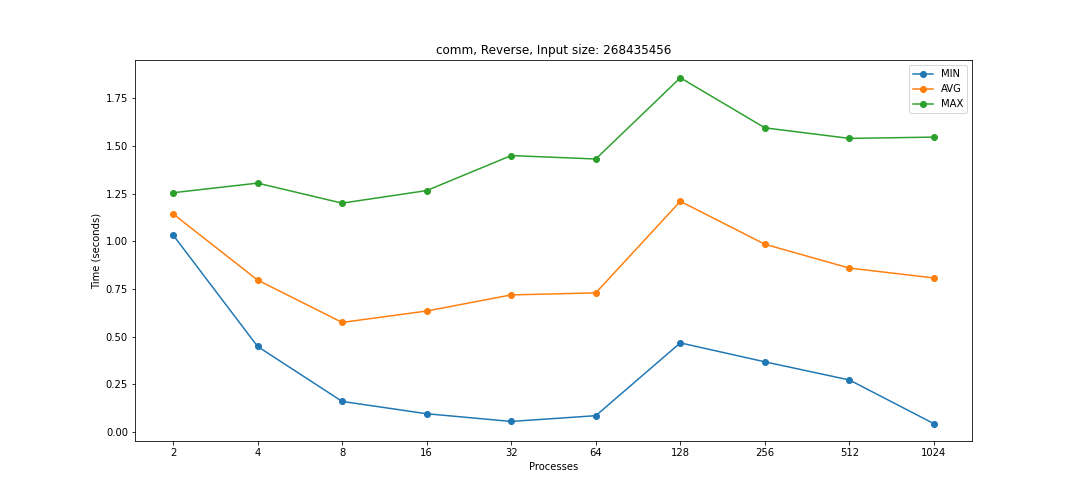 comm, Reverse, Input size: 268435456
MIN
AVG
MAX
1.75
1.50
1.25
1.00
0.75
0.50
0.25
0.00
Time (seconds)
2 4 8 16 32 64 128 256 512 1024
Processes